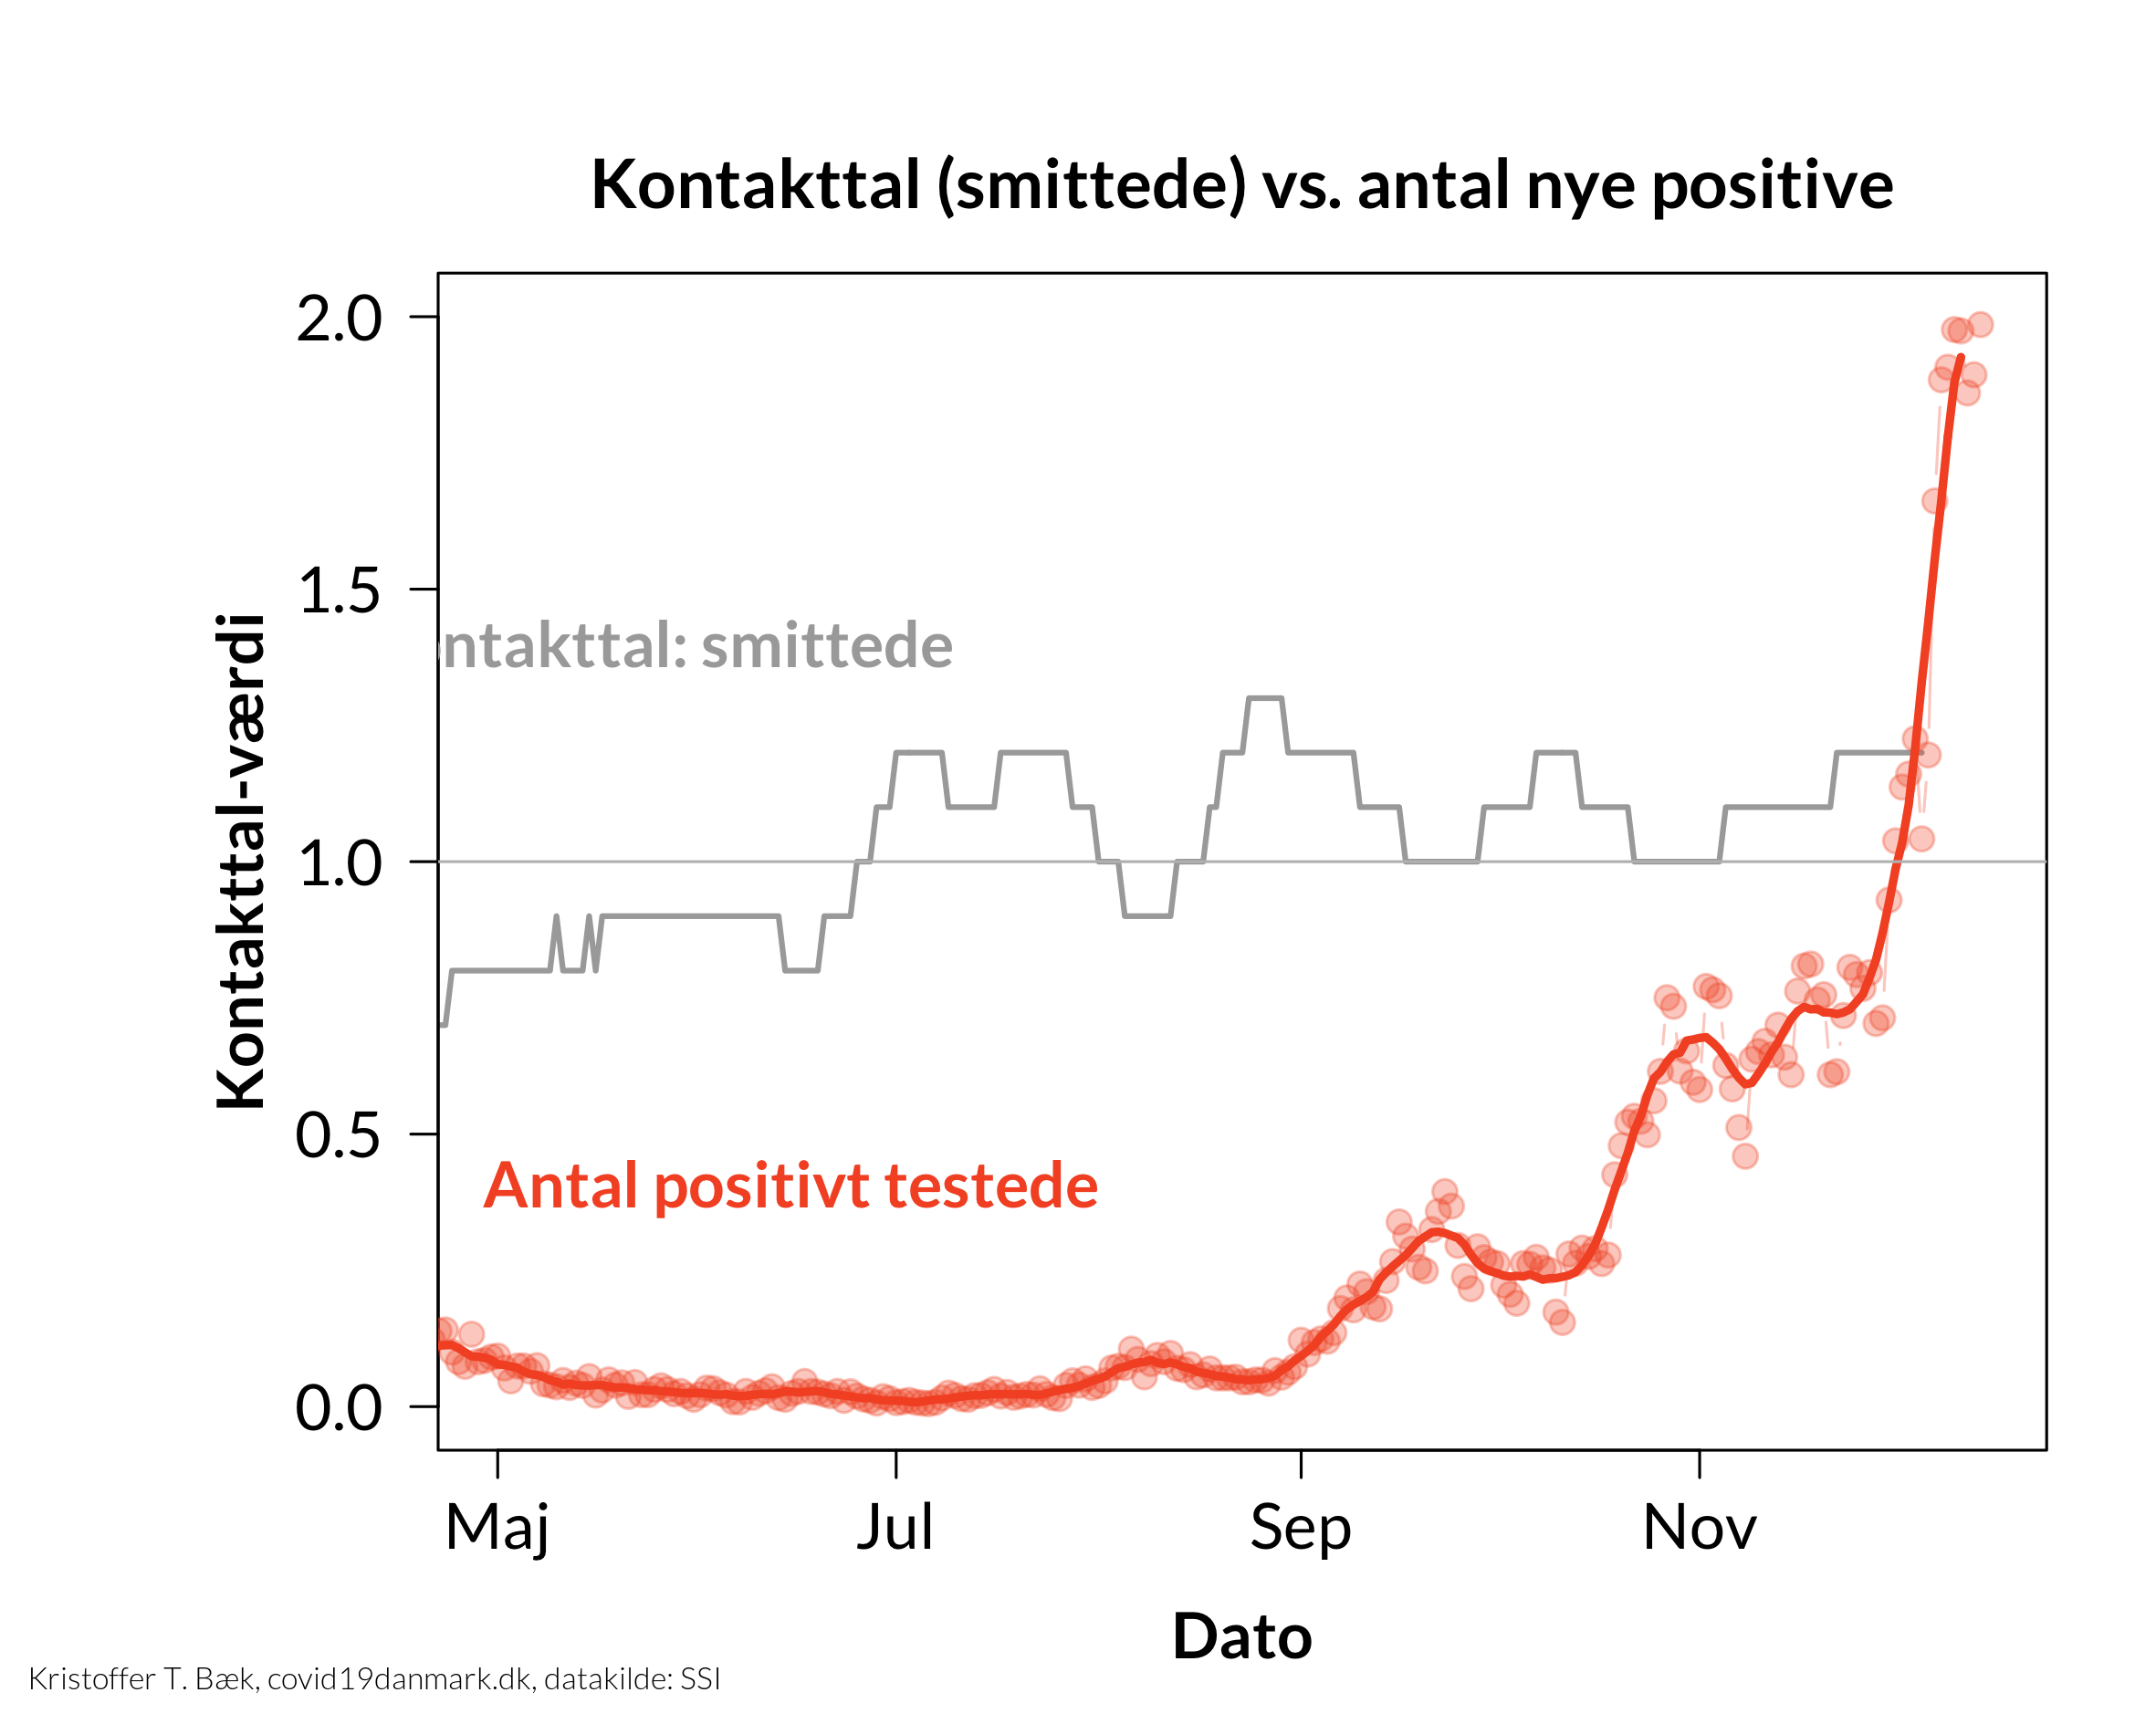 Kontakttal (smittede) vs. antal nye positive
Kontakttal-værdi
2.0
1.5
1.0
0.5
0.0
ntakttal: smittede
Antal positivt testede
Maj
Jul
Sep
Nov
Dato
Kristoffer T. Bæk, covid19danmark.dk, datakilde: SSI